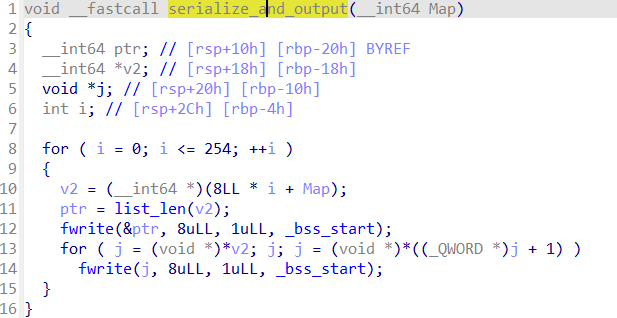 1 void __fastcall serialize_and_output(__int64 Map)
2 {
3   __int64 ptr; // [rsp+10h] [rbp-20h] BYREF
4   __int64 *v2; // [rsp+18h] [rbp-18h]
5   void *j; // [rsp+20h] [rbp-10h]
6   int i; // [rsp+2Ch] [rbp-4h]
7
8   for ( i = 0; i <= 254; ++i )
9   {
10     v2 = (__int64 *)(8LL * i + Map);
11     ptr = list_len(v2);
12     fwrite(&ptr, 8uLL, 1uLL, _bss_start);
13     for ( j = (void *)*v2; j; j = (void *)*((_QWORD *)j + 1) )
14       fwrite(j, 8uLL, 1uLL, _bss_start);
15   }
16 }